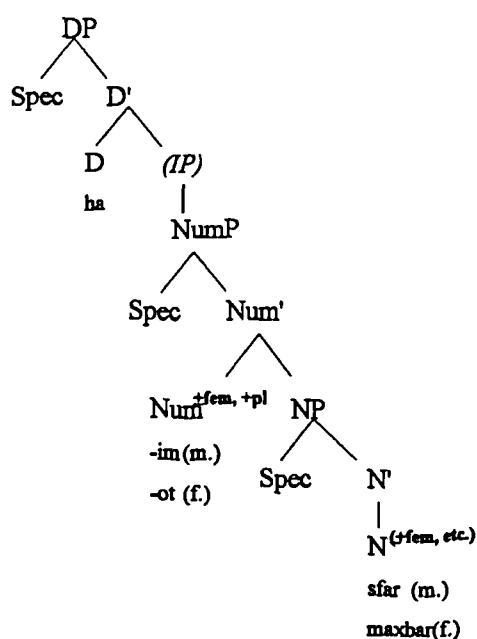 DP
Spec D'
D (IP)
ha
NumP
Spec Num'
Num+fem, +pl NP
-im (m.)
-ot (f.)
Spec N'
N(+fem, etc.)
sfar (m.)
maxbar(f.)